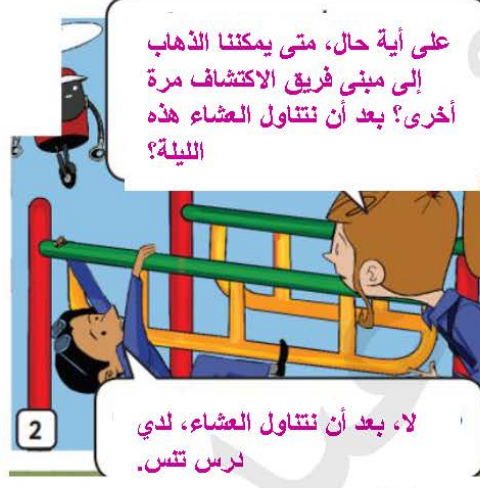 على أية حال، متى يمكننا الذهاب
إلى مبنى فريق الاكتشاف مرة
أخرى؟ بعد أن نتناول العشاء هذه
الليلة؟
لا، بعد أن نتناول العشاء، لدي
درس تنس.
2